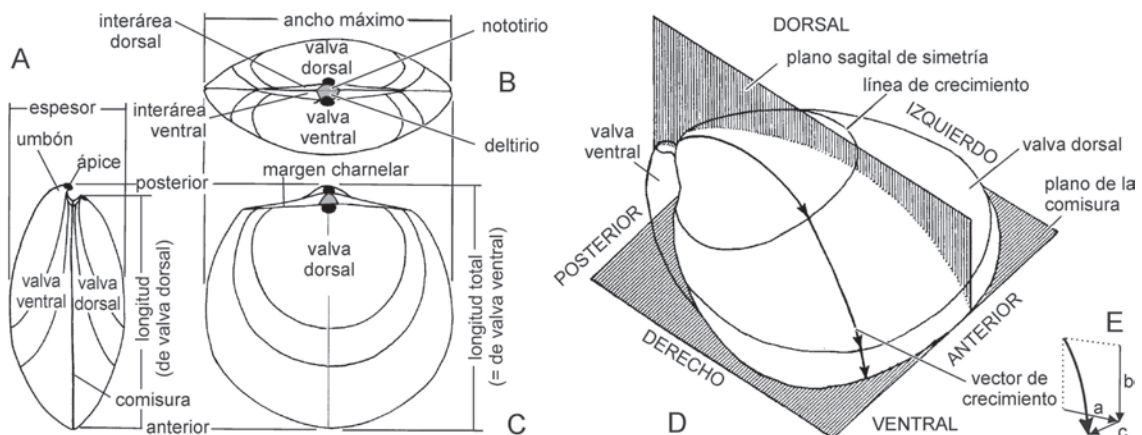 A
espesor
umbón
ápice
posterior
valva
ventral
valva
dorsal
longitud
(de valva dorsal)
comisura
anterior
interárea
dorsal
ancho máximo
nototirio
valva
dorsal
B
interárea
ventral
valva
ventral
deltirio
margen charnelar
valva
dorsal
longitud total
(= de valva ventral)
C
DORSAL
plano sagital de simetría
línea de crecimiento
IZQUIERDO
valva
ventral
valva dorsal
plano de la
comisura
POSTERIOR
ANTERIOR
DERECHO
vector de
crecimiento
D
VENTRAL
E
a
c